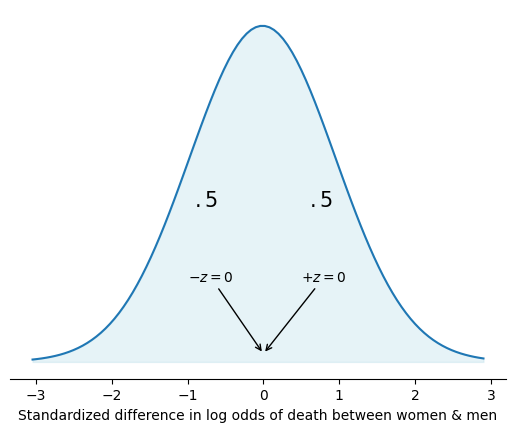 .5 .5
−z = 0 +z = 0
−3 −2 −1 0 1 2 3
Standardized difference in log odds of death between women & men